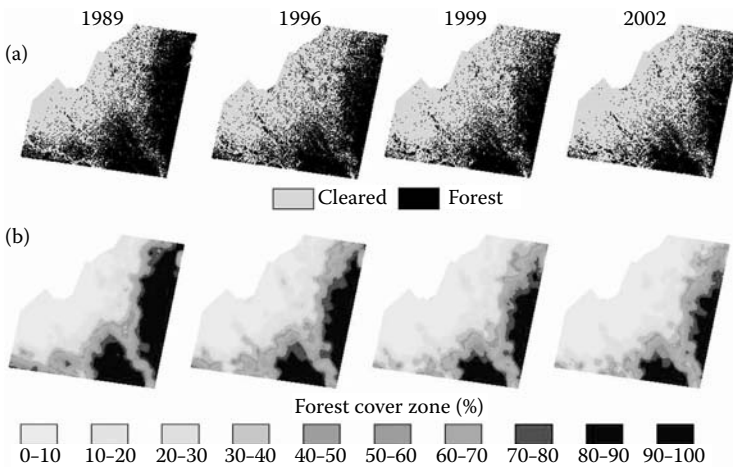 1989 1996 1999 2002
(a)
Cleared Forest
(b)
Forest cover zone (%)
0–10 10–20 20–30 30–40 40–50 50–60 60–70 70–80 80–90 90–100